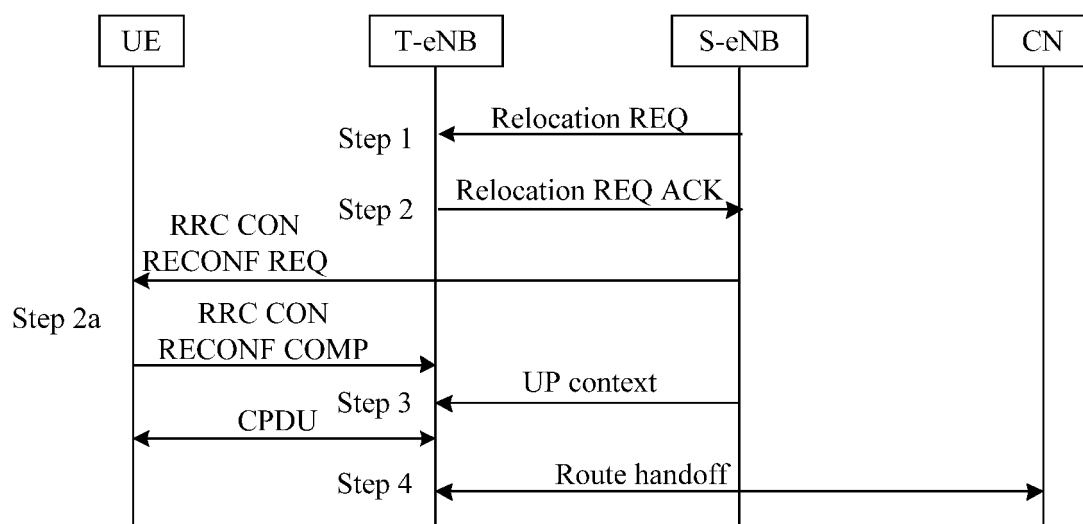 UE
T-eNB
S-eNB
CN
Step 1
Relocation REQ
Step 2
Relocation REQ ACK
RRC CON
RECONF REQ
Step 2a
RRC CON
RECONF COMP
UP context
Step 3
CPDU
Step 4
Route handoff